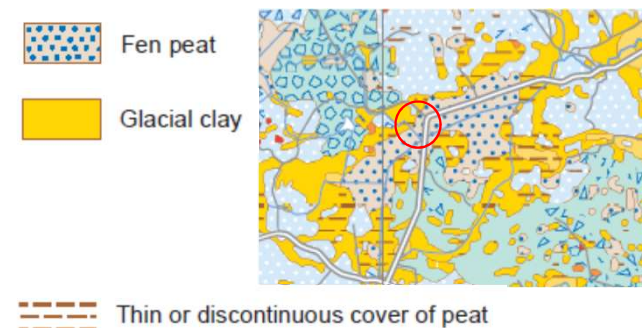 Fen peat
Glacial clay
Thin or discontinuous cover of peat